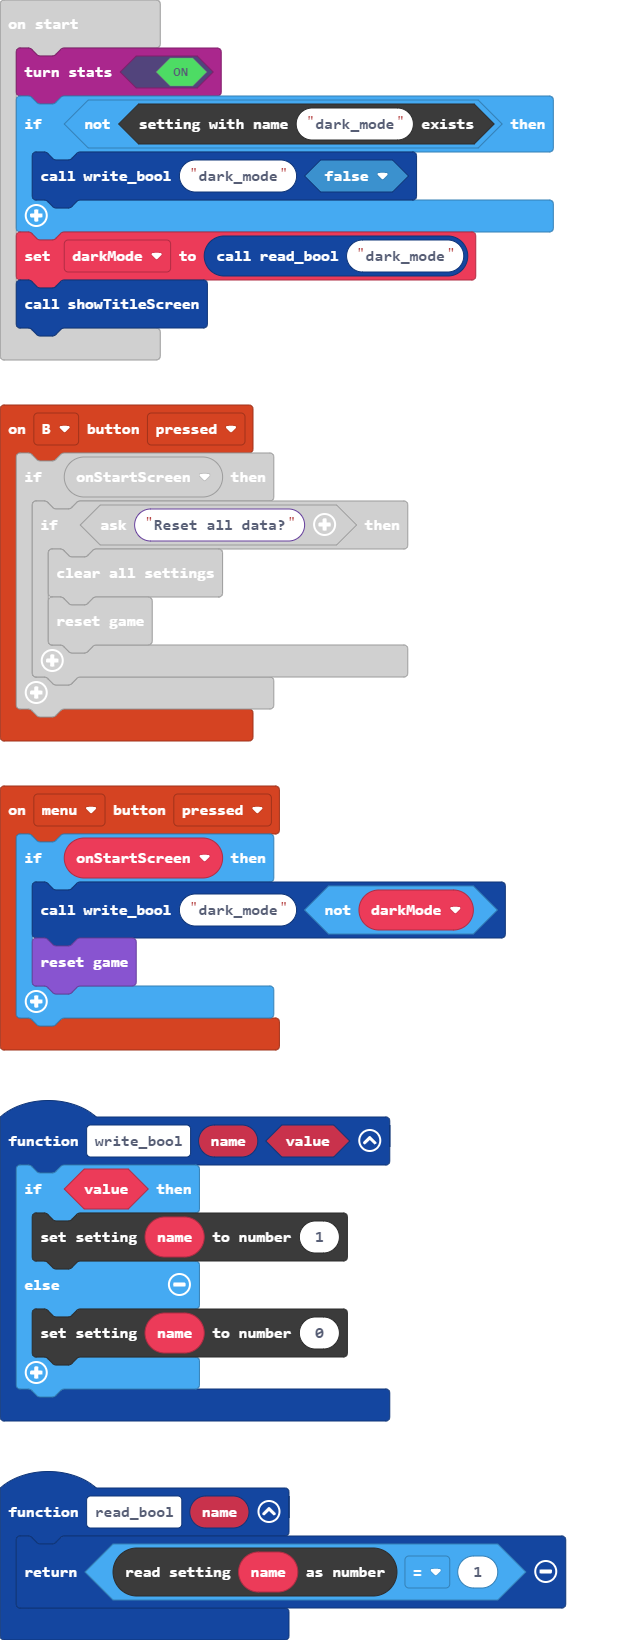 on start
turn stats ON
if not setting with name "dark_mode" exists then
call write_bool "dark_mode" false
set darkMode to call read_bool "dark_mode"
call showTitleScreen
on B button pressed
if onStartScreen then
if ask "Reset all data?" then
clear all settings
reset game
on menu button pressed
if onStartScreen then
call write_bool "dark_mode" not darkMode
reset game
function write_bool name value
if value then
set setting name to number 1
else
set setting name to number 0
function read_bool name
return read setting name as number = 1